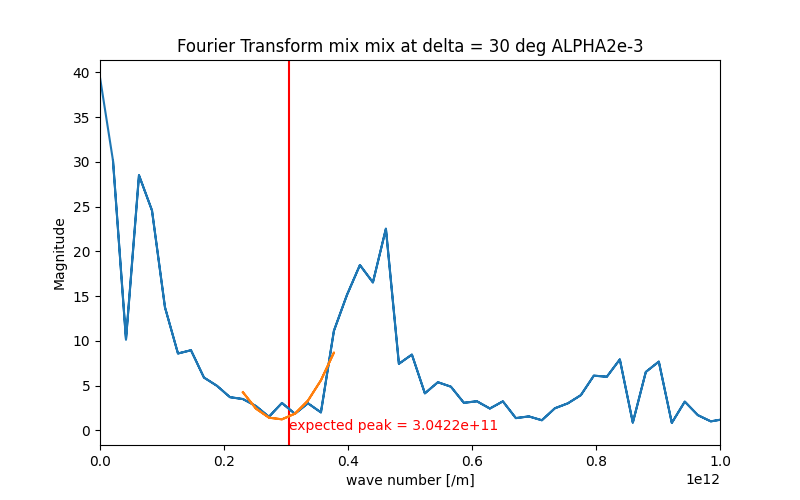 Fourier Transform mix mix at delta = 30 deg ALPHA2e-3
Magnitude
40
35
30
25
20
15
10
5
0
expected peak = 3.0422e+11
0.0 0.2 0.4 0.6 0.8 1.0
1e12
wave number [/m]